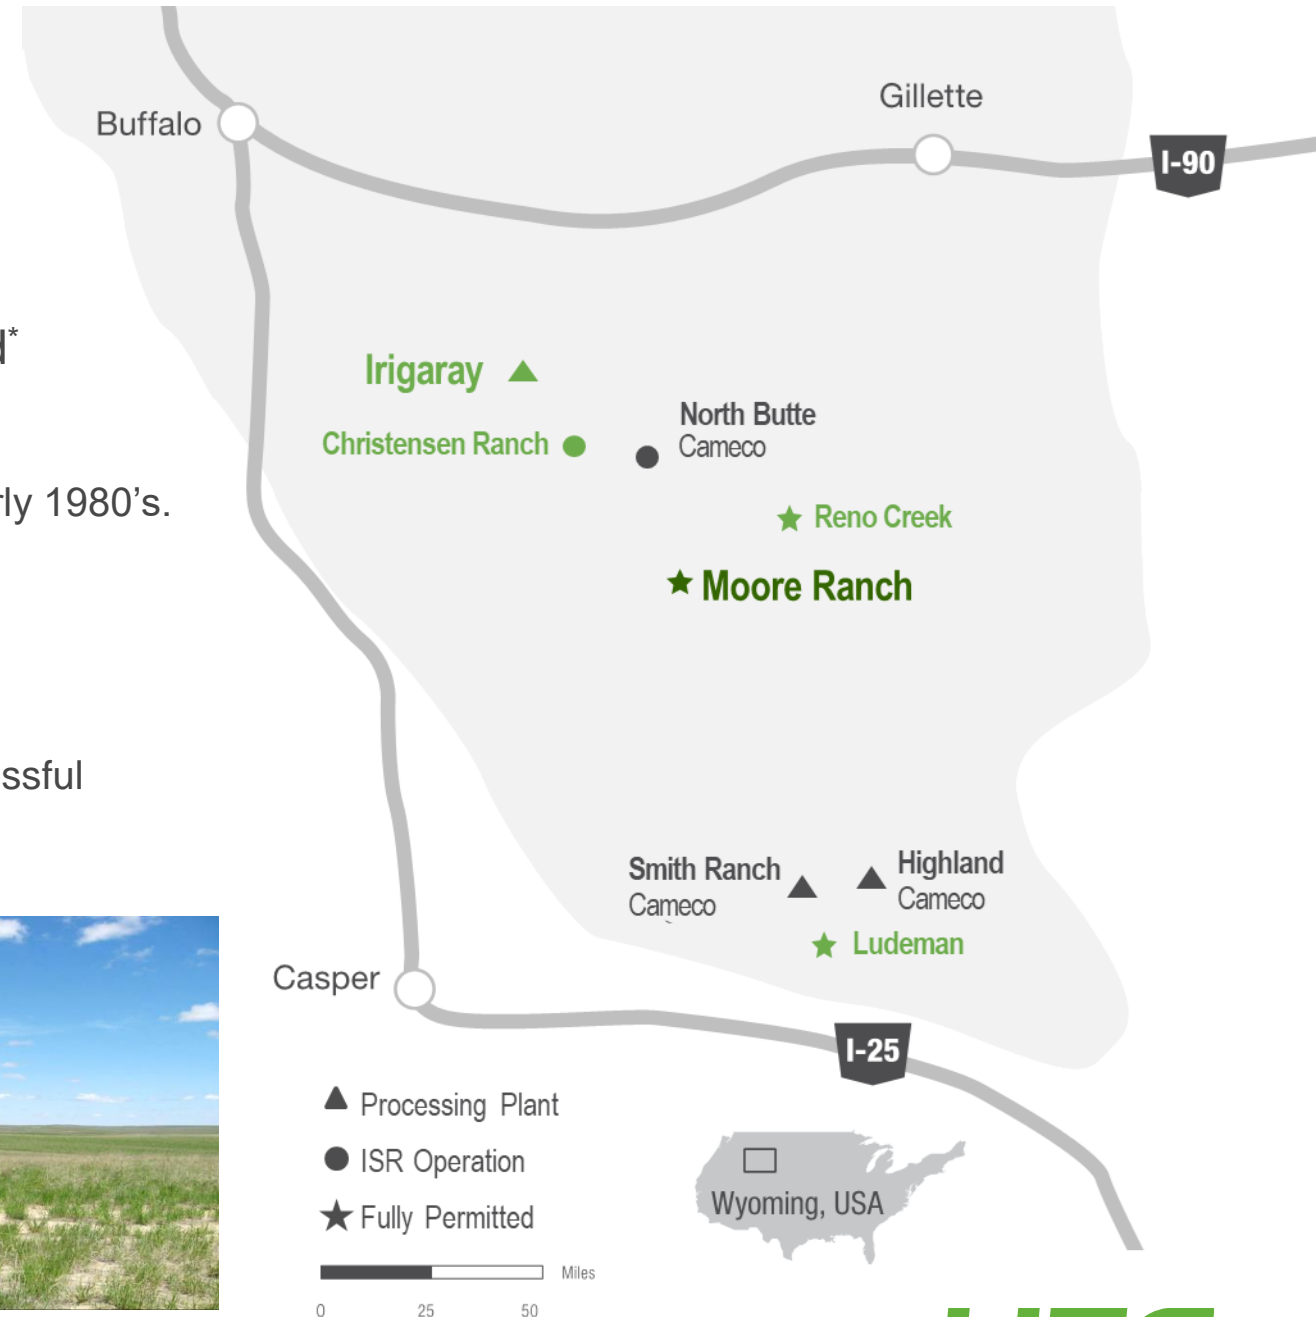 Buffalo
Gillette
I-90
d*
Irigaray
North Butte
Cameco
Christensen Ranch
rly 1980’s.
Reno Creek
Moore Ranch
ssful
Smith Ranch
Cameco
Highland
Cameco
Ludeman
Casper
I-25
Processing Plant
ISR Operation
Fully Permitted
Wyoming, USA
Miles
0 25 50